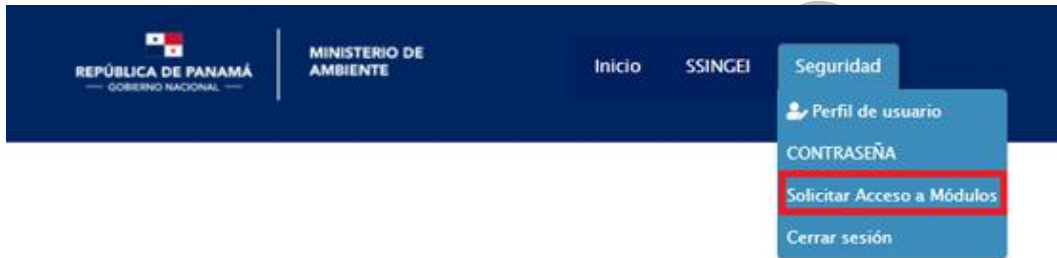 REPÚBLICA DE PANAMÁ
— GOBIERNO NACIONAL —
MINISTERIO DE
AMBIENTE
Inicio SSINGEI Seguridad
Perfil de usuario
CONTRASEÑA
Solicitar Acceso a Módulos
Cerrar sesión